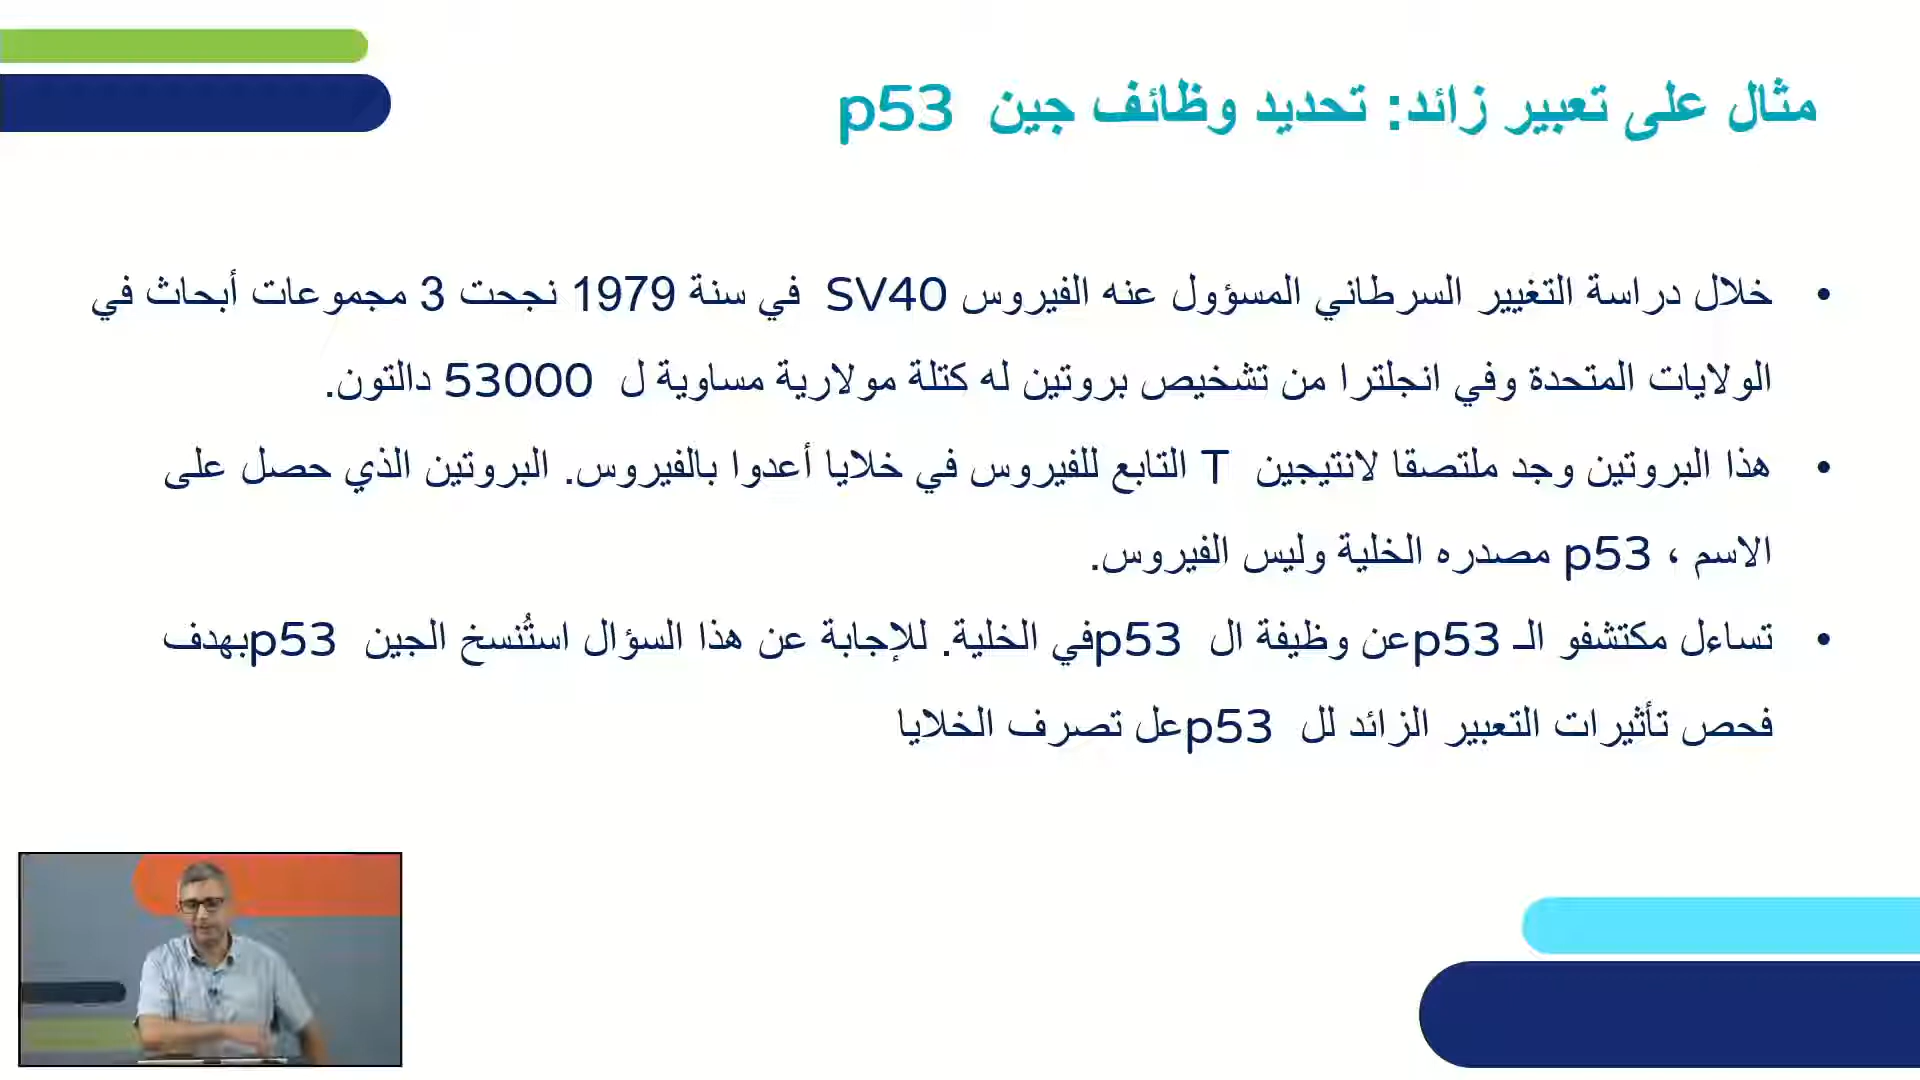 مثال على تعبير زائد: تحديد وظائف جين p53
• خلال دراسة التغيير السرطاني المسؤول عنه الفيروس SV40 في سنة 1979 نجحت 3 مجموعات أبحاث في
الولايات المتحدة وفي انجلترا من تشخيص بروتين له كتلة مولارية مساوية ل 53000 دالتون.
• هذا البروتين وجد ملتصقا لانتيجين T التابع للفيروس في خلايا أعدوا بالفيروس. البروتين الذي حصل على
الاسم ، p53 مصدره الخلية وليس الفيروس.
• تساءل مكتشفو الـ p53عن وظيفة ال p53في الخلية. للإجابة عن هذا السؤال استُنسخ الجين p53بهدف
فحص تأثيرات التعبير الزائد لل p53عل تصرف الخلايا